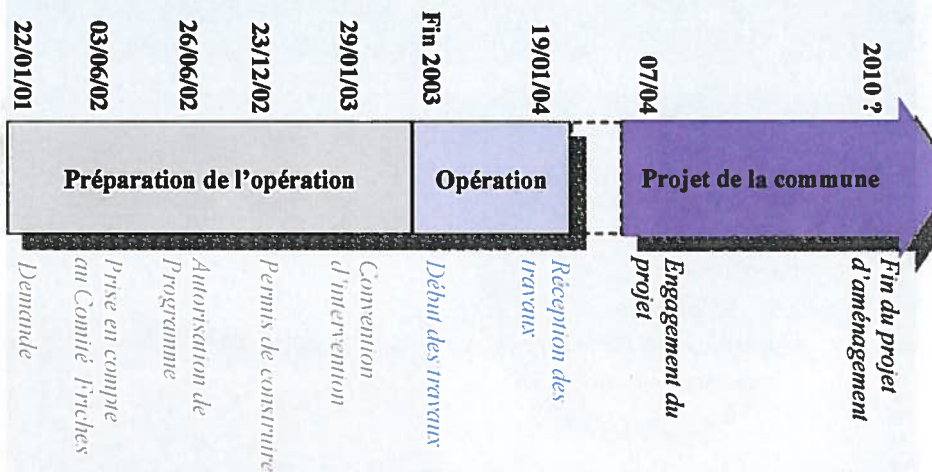 22/01/01
03/06/02
26/06/02
23/12/02
29/01/03
Fin 2003
19/01/04
07/04
2010 ?
Préparation de l'opération
Opération
Projet de la commune
Demande
Prise en compte
au Comité Friches
Autorisation de
Programme
Permis de construire
Convention
d'intervention
Début des travaux
Réception des
travaux
Engagement du
projet
Fin du projet
d'aménagement